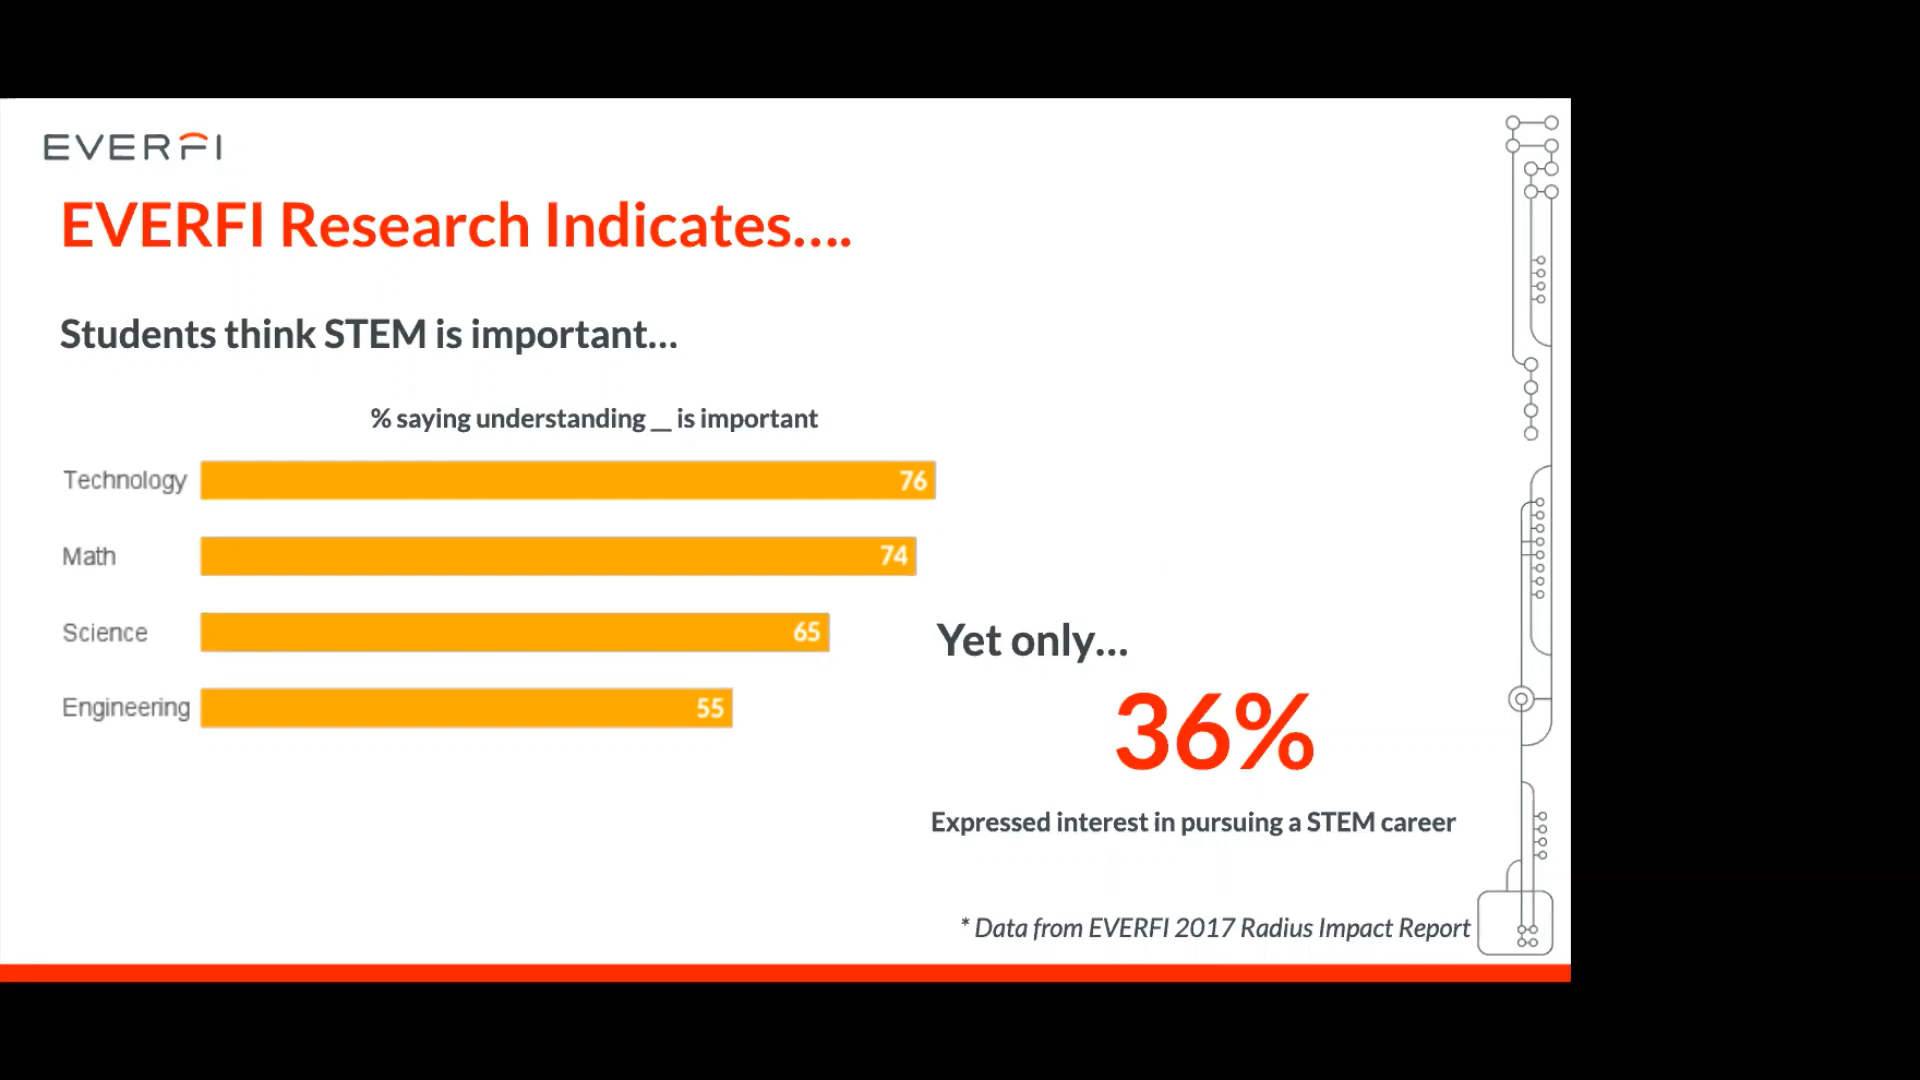 EVERFI
EVERFI Research Indicates....
Students think STEM is important...
% saying understanding __ is important
Technology 76
Math 74
Science 65
Engineering 55
Yet only...
36%
Expressed interest in pursuing a STEM career
* Data from EVERFI 2017 Radius Impact Report